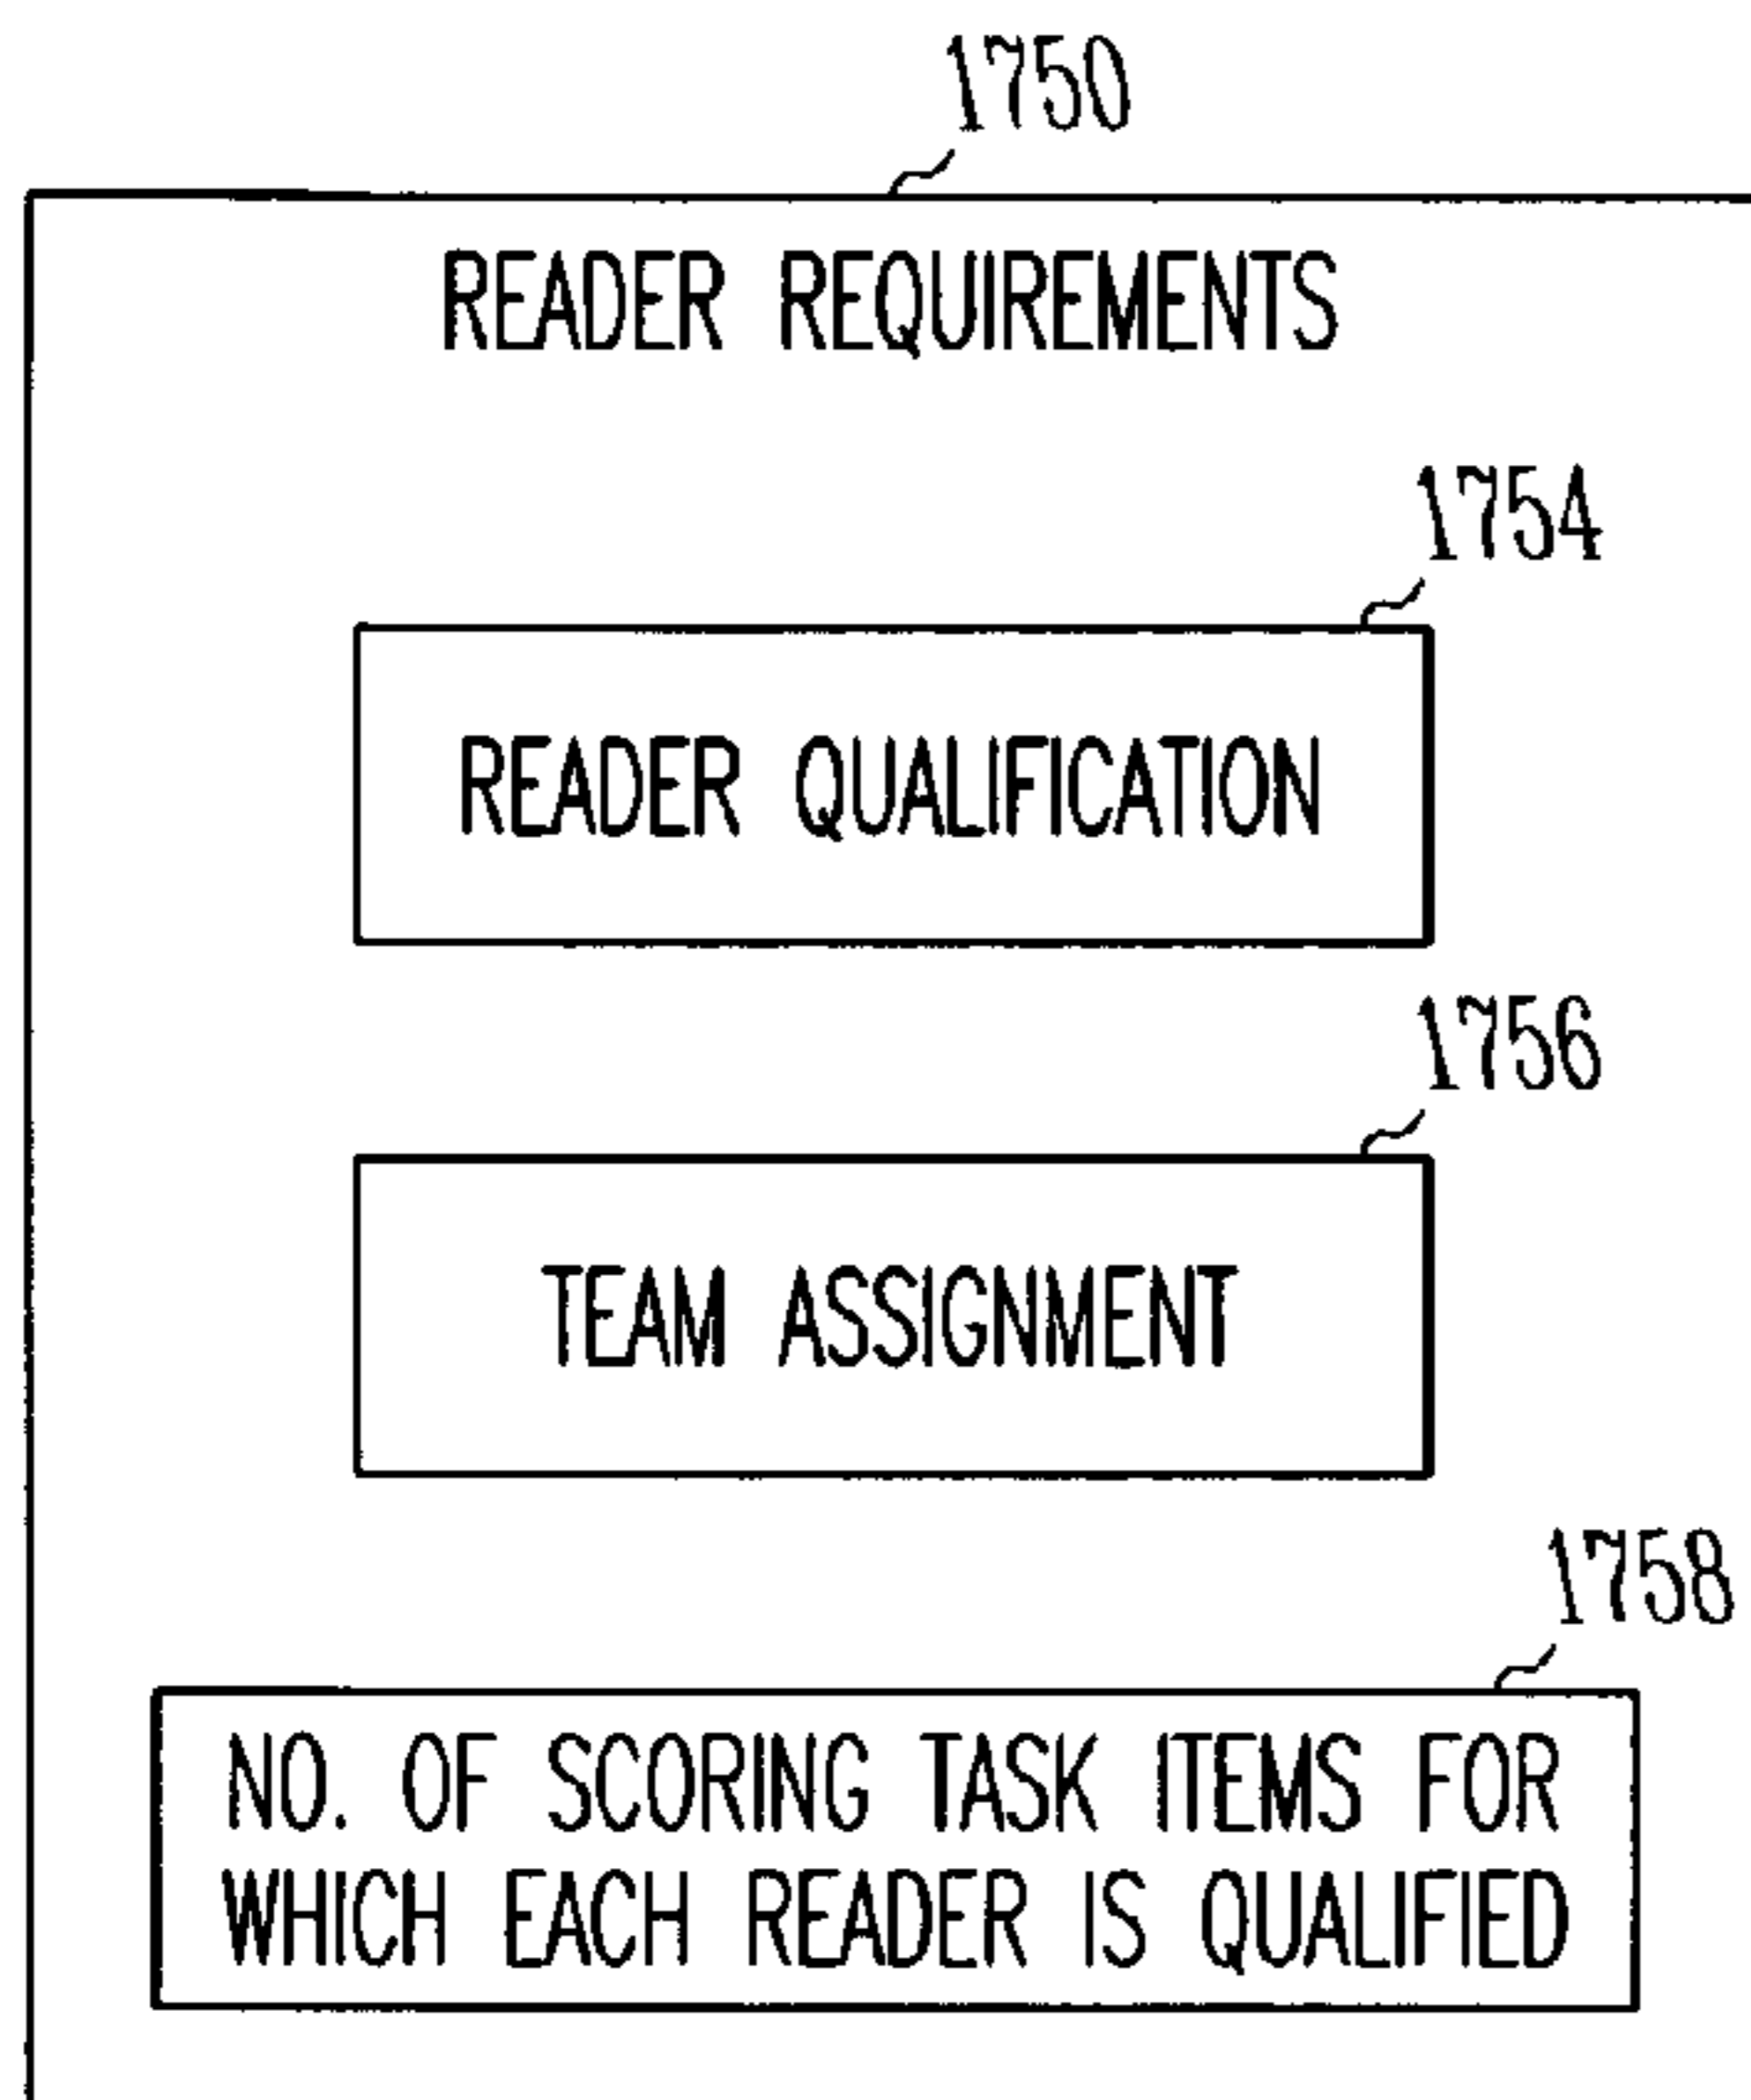 1750
READER REQUIREMENTS
1754
READER QUALIFICATION
1756
TEAM ASSIGNMENT
1758
NO. OF SCORING TASK ITEMS FOR
WHICH EACH READER IS QUALIFIED